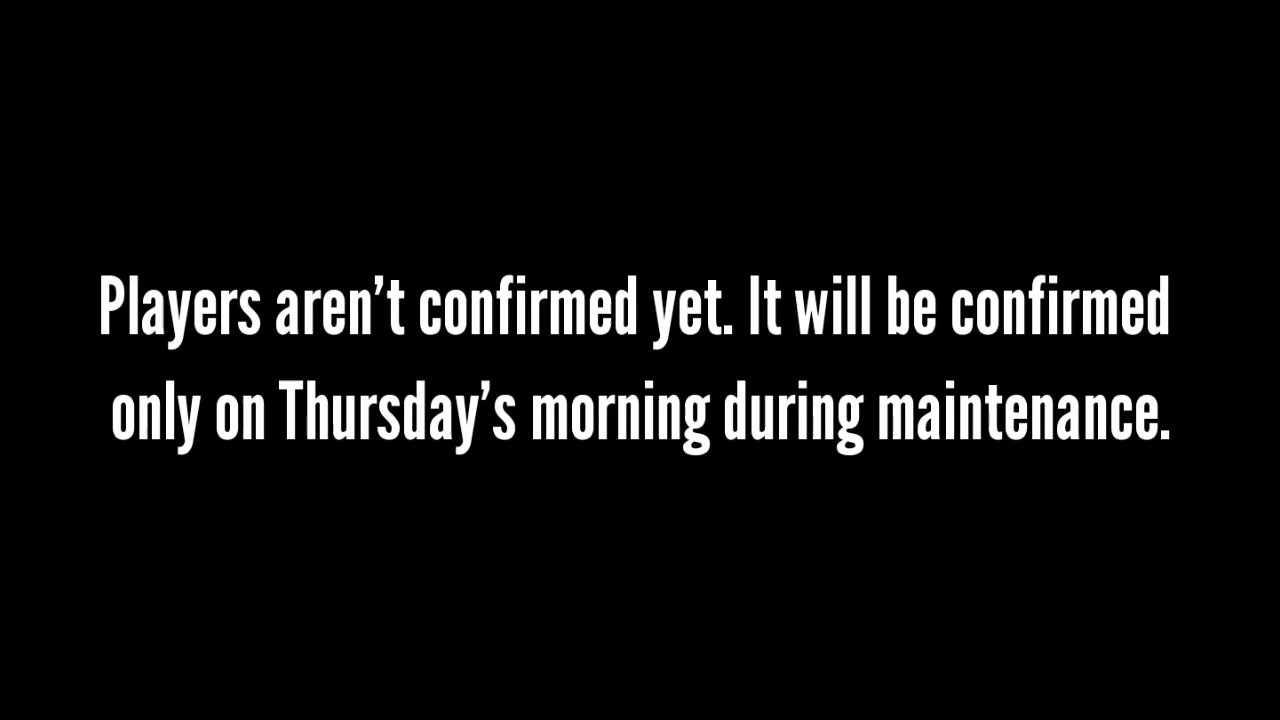 Players aren’t confirmed yet. It will be confirmed
only on Thursday’s morning during maintenance.